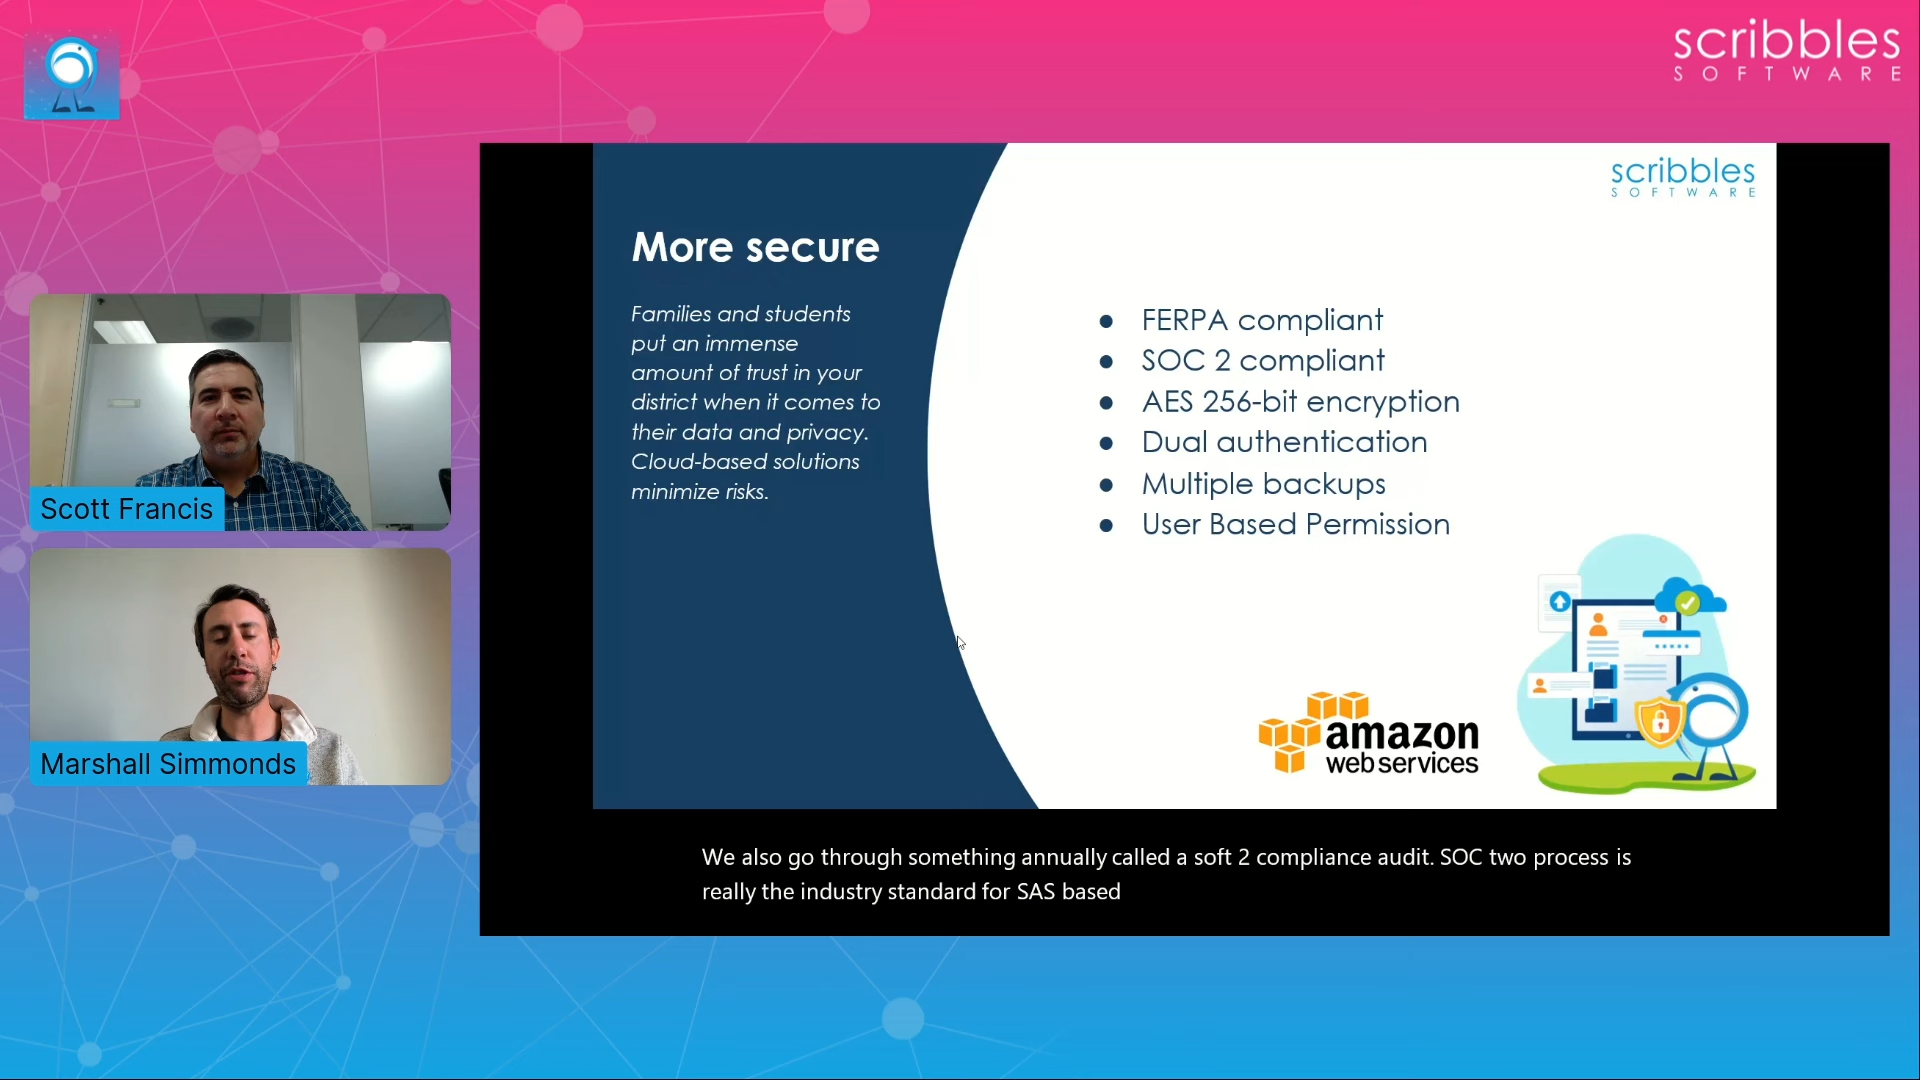 scribbles
SOFTWARE
scribbles
SOFTWARE
More secure
Families and students
put an immense
amount of trust in your
district when it comes to
their data and privacy.
Cloud-based solutions
minimize risks.
● FERPA compliant
● SOC 2 compliant
● AES 256-bit encryption
● Dual authentication
● Multiple backups
● User Based Permission
amazon
web services
Scott Francis
Marshall Simmonds
We also go through something annually called a soft 2 compliance audit. SOC two process is
really the industry standard for SAS based